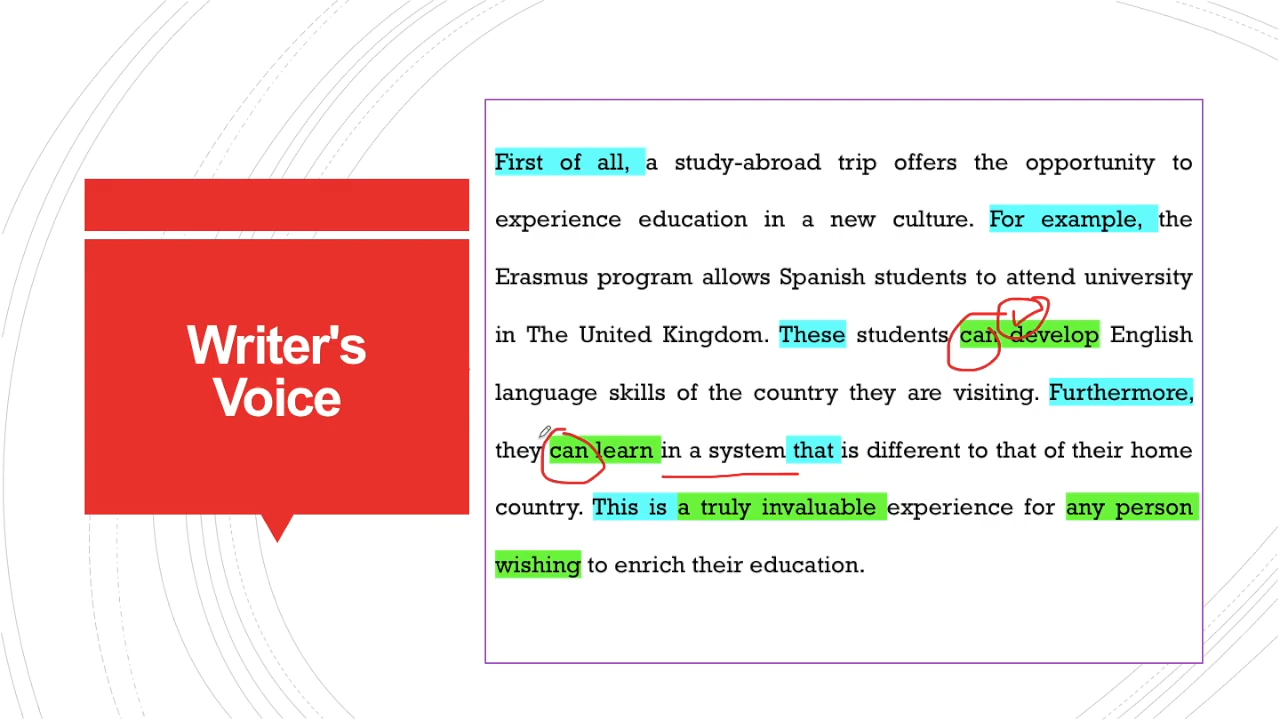 Writer's
Voice
First of all, a study-abroad trip offers the opportunity to
experience education in a new culture. For example, the
Erasmus program allows Spanish students to attend university
in The United Kingdom. These students can develop English
language skills of the country they are visiting. Furthermore,
they can learn in a system that is different to that of their home
country. This is a truly invaluable experience for any person
wishing to enrich their education.